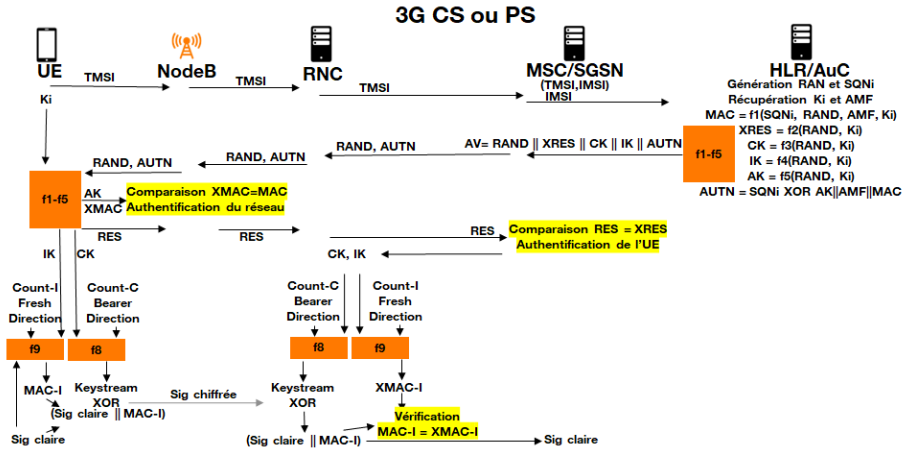 3G CS ou PS
UE
NodeB
RNC
MSC/SGSN
HLR/AuC
TMSI
TMSI
TMSI
(TMSI,IMSI)
IMSI
Génération RAN et SQNi
Récupération Ki et AMF
MAC = f1(SQNi, RAND, AMF, Ki)
XRES = f2(RAND, Ki)
CK = f3(RAND, Ki)
IK = f4(RAND, Ki)
AK = f5(RAND, Ki)
AUTN = SQNi XOR AK||AMF||MAC
f1-f5
Ki
AV= RAND || XRES || CK || IK || AUTN
RAND, AUTN
RAND, AUTN
RAND, AUTN
f1-f5
AK
XMAC
Comparaison XMAC=MAC
Authentification du réseau
RES
RES
RES
Comparaison RES = XRES
Authentification de l'UE
IK
CK
CK, IK
Count-I
Fresh
Direction
Count-C
Bearer
Direction
Count-C
Bearer
Direction
Count-I
Fresh
Direction
f9
f8
f8
f9
MAC-I
Keystream
XOR
Sig chiffrée
Keystream
XOR
XMAC-I
(Sig claire || MAC-I)
Sig claire
(Sig claire || MAC-I)
Vérification
MAC-I = XMAC-I
Sig claire